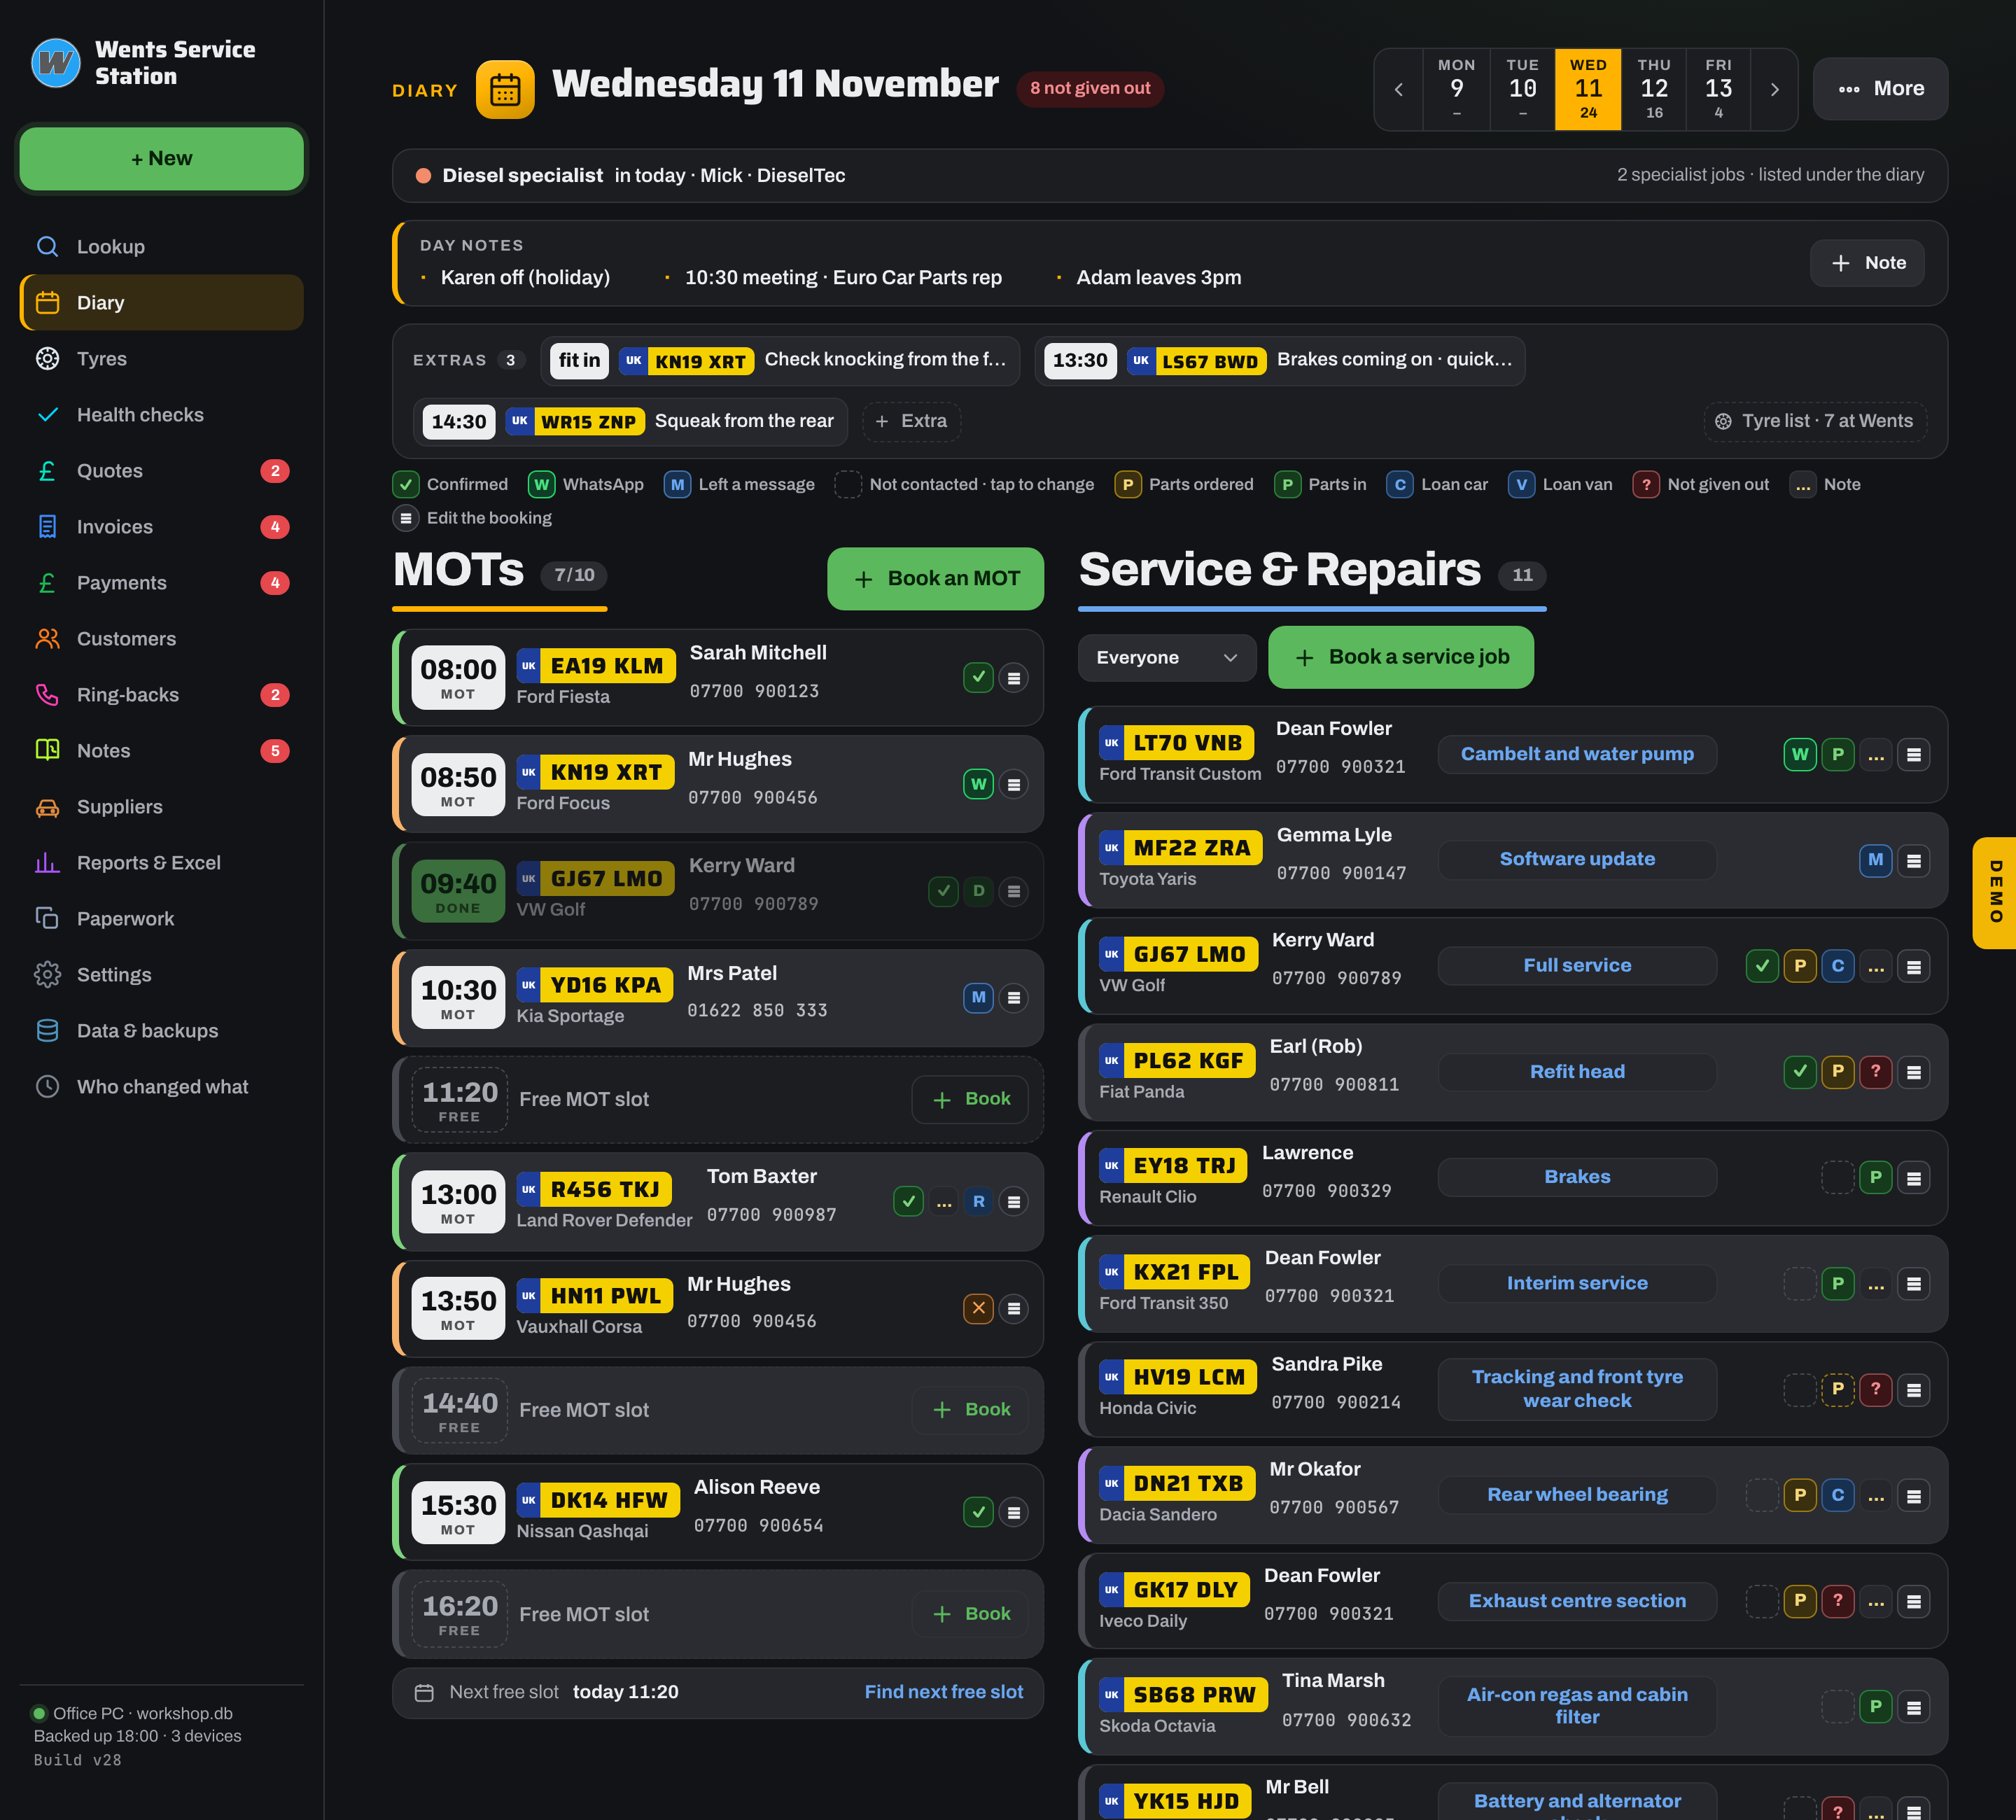 Wents Service
Station
+ New
Lookup
Diary
Tyres
Health checks
Quotes 2
Invoices 4
Payments 4
Customers
Ring-backs 2
Notes 5
Suppliers
Reports & Excel
Paperwork
Settings
Data & backups
Who changed what
Office PC · workshop.db
Backed up 18:00 · 3 devices
Build v28
DIARY Wednesday 11 November 8 not given out
MON TUE WED THU FRI
9 10 11 12 13
– – 24 16 4
More
Diesel specialist in today · Mick · DieselTec 2 specialist jobs · listed under the diary
DAY NOTES
· Karen off (holiday) · 10:30 meeting · Euro Car Parts rep · Adam leaves 3pm
+ Note
EXTRAS 3 fit in UK KN19 XRT Check knocking from the f… 13:30 UK LS67 BWD Brakes coming on · quick…
14:30 UK WR15 ZNP Squeak from the rear + Extra Tyre list · 7 at Wents
Confirmed W WhatsApp M Left a message Not contacted · tap to change P Parts ordered P Parts in C Loan car V Loan van ? Not given out … Note
Edit the booking
MOTs 7/10 + Book an MOT
08:00 MOT UK EA19 KLM Sarah Mitchell
Ford Fiesta 07700 900123
08:50 MOT UK KN19 XRT Mr Hughes W
Ford Focus 07700 900456
09:40 DONE UK GJ67 LMO Kerry Ward D
VW Golf 07700 900789
10:30 MOT UK YD16 KPA Mrs Patel M
Kia Sportage 01622 850 333
11:20 FREE Free MOT slot + Book
13:00 MOT UK R456 TKJ Tom Baxter … R
Land Rover Defender 07700 900987
13:50 MOT UK HN11 PWL Mr Hughes
Vauxhall Corsa 07700 900456
14:40 FREE Free MOT slot + Book
15:30 MOT UK DK14 HFW Alison Reeve
Nissan Qashqai 07700 900654
16:20 FREE Free MOT slot + Book
Next free slot today 11:20 Find next free slot
Service & Repairs 11
Everyone + Book a service job
UK LT70 VNB Dean Fowler Cambelt and water pump W P …
Ford Transit Custom 07700 900321
UK MF22 ZRA Gemma Lyle Software update M
Toyota Yaris 07700 900147
UK GJ67 LMO Kerry Ward Full service P C …
VW Golf 07700 900789
UK PL62 KGF Earl (Rob) Refit head P ?
Fiat Panda 07700 900811
UK EY18 TRJ Lawrence Brakes P
Renault Clio 07700 900329
UK KX21 FPL Dean Fowler Interim service P …
Ford Transit 350 07700 900321
UK HV19 LCM Sandra Pike Tracking and front tyre wear check P ?
Honda Civic 07700 900214
UK DN21 TXB Mr Okafor Rear wheel bearing P C …
Dacia Sandero 07700 900567
UK GK17 DLY Dean Fowler Exhaust centre section P ? …
Iveco Daily 07700 900321
UK SB68 PRW Tina Marsh Air-con regas and cabin filter P
Skoda Octavia 07700 900632
UK YK15 HJD Mr Bell Battery and alternator ? …
DEMO